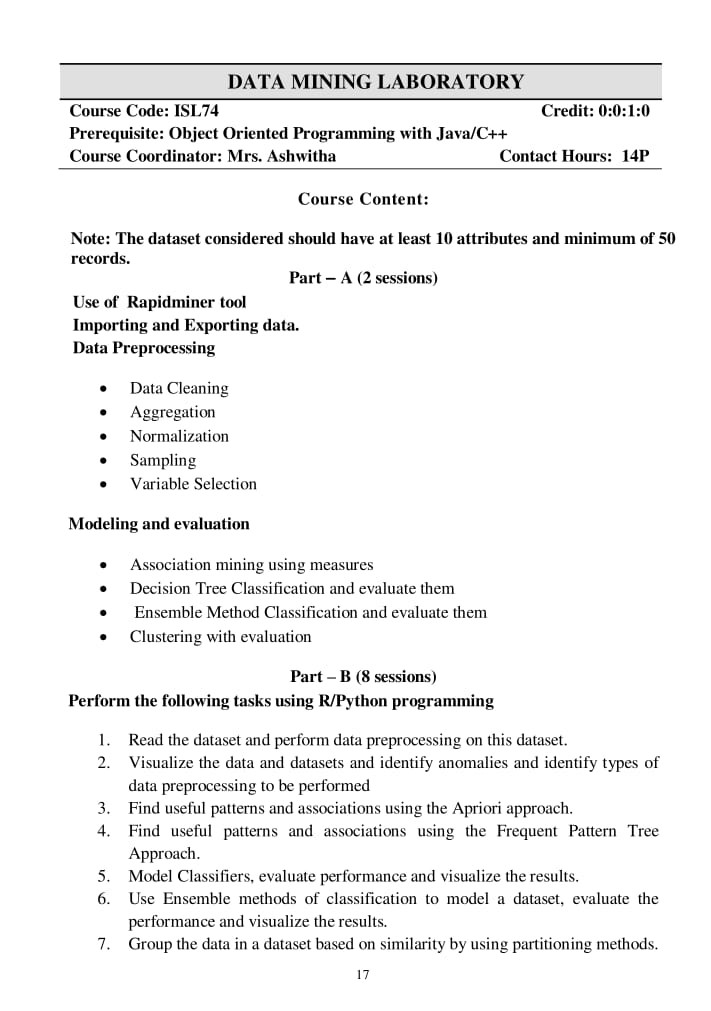 DATA MINING LABORATORY
Course Code: ISL74 Credit: 0:0:1:0
Prerequisite: Object Oriented Programming with Java/C++
Course Coordinator: Mrs. Ashwitha Contact Hours: 14P
Course Content:
Note: The dataset considered should have at least 10 attributes and minimum of 50
records.
Part – A (2 sessions)
Use of Rapidminer tool
Importing and Exporting data.
Data Preprocessing
• Data Cleaning
• Aggregation
• Normalization
• Sampling
• Variable Selection
Modeling and evaluation
• Association mining using measures
• Decision Tree Classification and evaluate them
• Ensemble Method Classification and evaluate them
• Clustering with evaluation
Part – B (8 sessions)
Perform the following tasks using R/Python programming
1. Read the dataset and perform data preprocessing on this dataset.
2. Visualize the data and datasets and identify anomalies and identify types of
data preprocessing to be performed
3. Find useful patterns and associations using the Apriori approach.
4. Find useful patterns and associations using the Frequent Pattern Tree
Approach.
5. Model Classifiers, evaluate performance and visualize the results.
6. Use Ensemble methods of classification to model a dataset, evaluate the
performance and visualize the results.
7. Group the data in a dataset based on similarity by using partitioning methods.
17